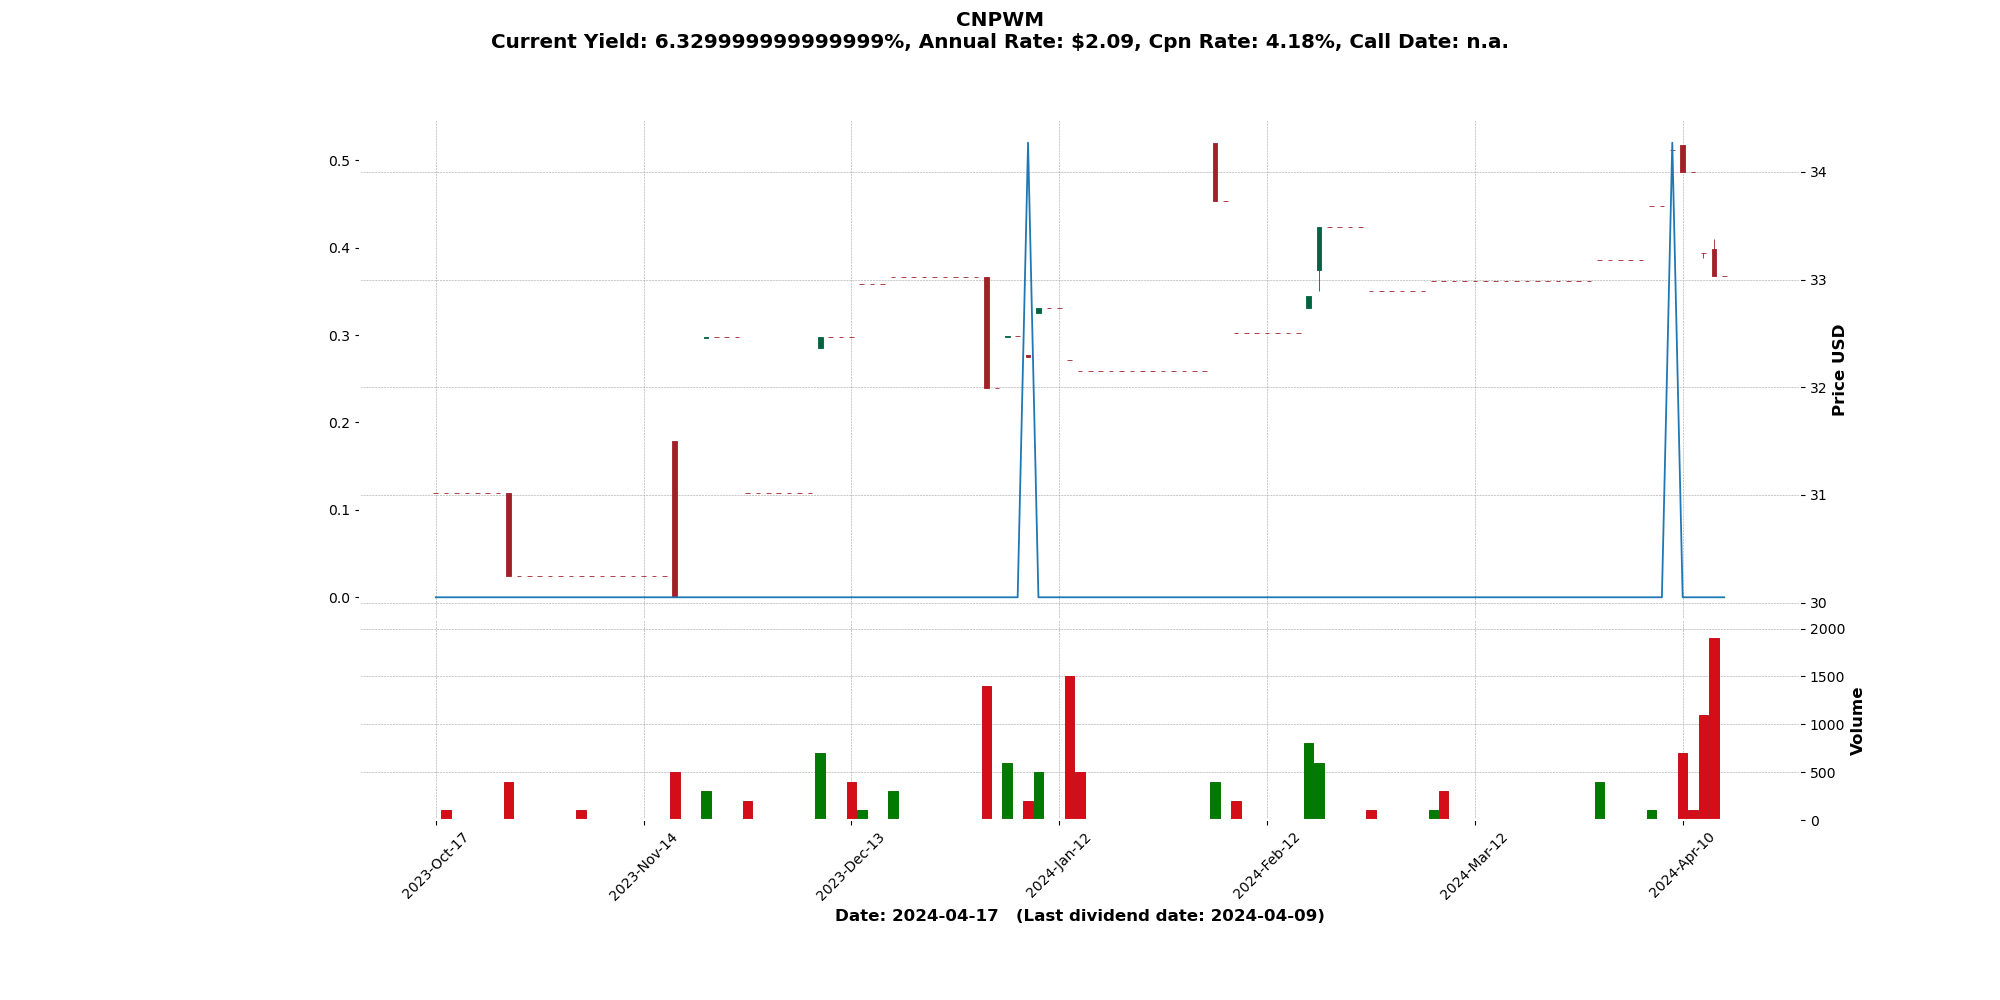 CNPWM
Current Yield: 6.329999999999999%, Annual Rate: $2.09, Cpn Rate: 4.18%, Call Date: n.a.
0.5
0.4
0.3
0.2
0.1
0.0
34
33
32
31
30
Price USD
2000
1500
1000
500
0
Volume
2023-Oct-17
2023-Nov-14
2023-Dec-13
2024-Jan-12
2024-Feb-12
2024-Mar-12
2024-Apr-10
Date: 2024-04-17   (Last dividend date: 2024-04-09)